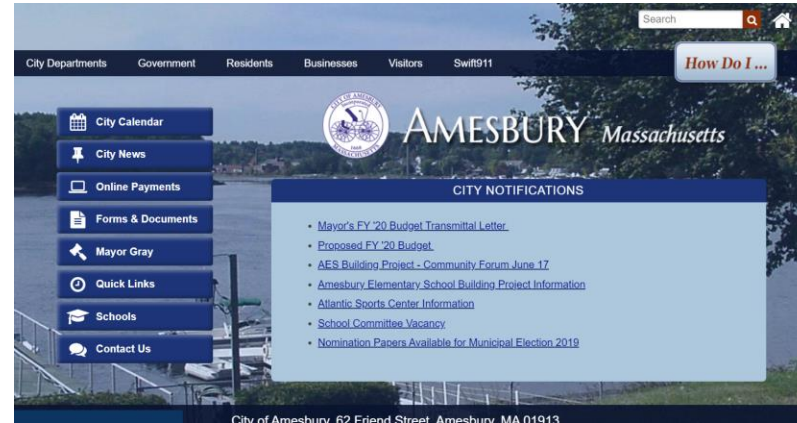 Search
City Departments Government Residents Businesses Visitors Swift911
How Do I ...
City Calendar
City News
Online Payments
Forms & Documents
Mayor Gray
Quick Links
Schools
Contact Us
AMESBURY Massachusetts
CITY NOTIFICATIONS
Mayor's FY '20 Budget Transmittal Letter
Proposed FY '20 Budget
AES Building Project - Community Forum June 17
Amesbury Elementary School Building Project Information
Atlantic Sports Center Information
School Committee Vacancy
Nomination Papers Available for Municipal Election 2019
City of Amesbury, 62 Friend Street, Amesbury, MA 01913